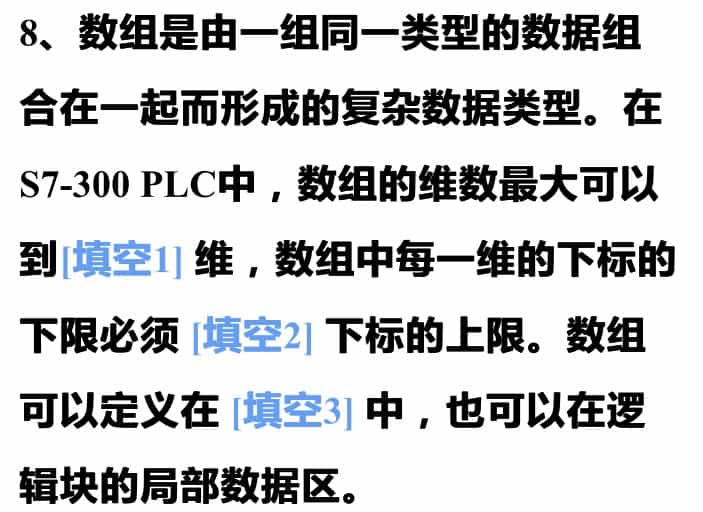 8、数组是由一组同一类型的数据组
合在一起而形成的复杂数据类型。在
S7-300 PLC中，数组的维数最大可以
到[填空1] 维，数组中每一维的下标的
下限必须 [填空2] 下标的上限。数组
可以定义在 [填空3] 中，也可以在逻
辑块的局部数据区。